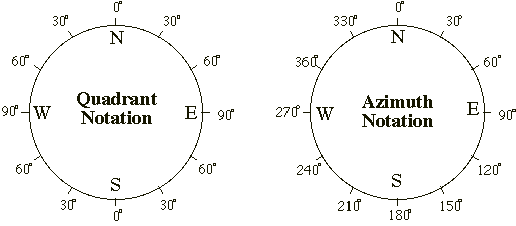 0° 0°
30° 30° 330° 30°
N N
60° 60° 360° 60°
90° W Quadrant Notation E 90° 270° W Azimuth Notation E 90°
60° 60° 240° 120°
S S
30° 30° 210° 150°
0° 180°